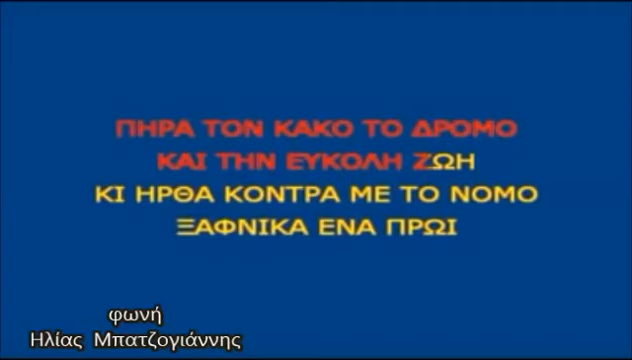 ΠΗΡΑ ΤΟΝ ΚΑΚΟ ΤΟ ΔΡΟΜΟ
ΚΑΙ ΤΗΝ ΕΥΚΟΛΗ ΖΩΗ
ΚΙ ΗΡΘΑ ΚΟΝΤΡΑ ΜΕ ΤΟ ΝΟΜΟ
ΞΑΦΝΙΚΑ ΕΝΑ ΠΡΩΙ
φωνή
Ηλίας Μπατζογιάννης